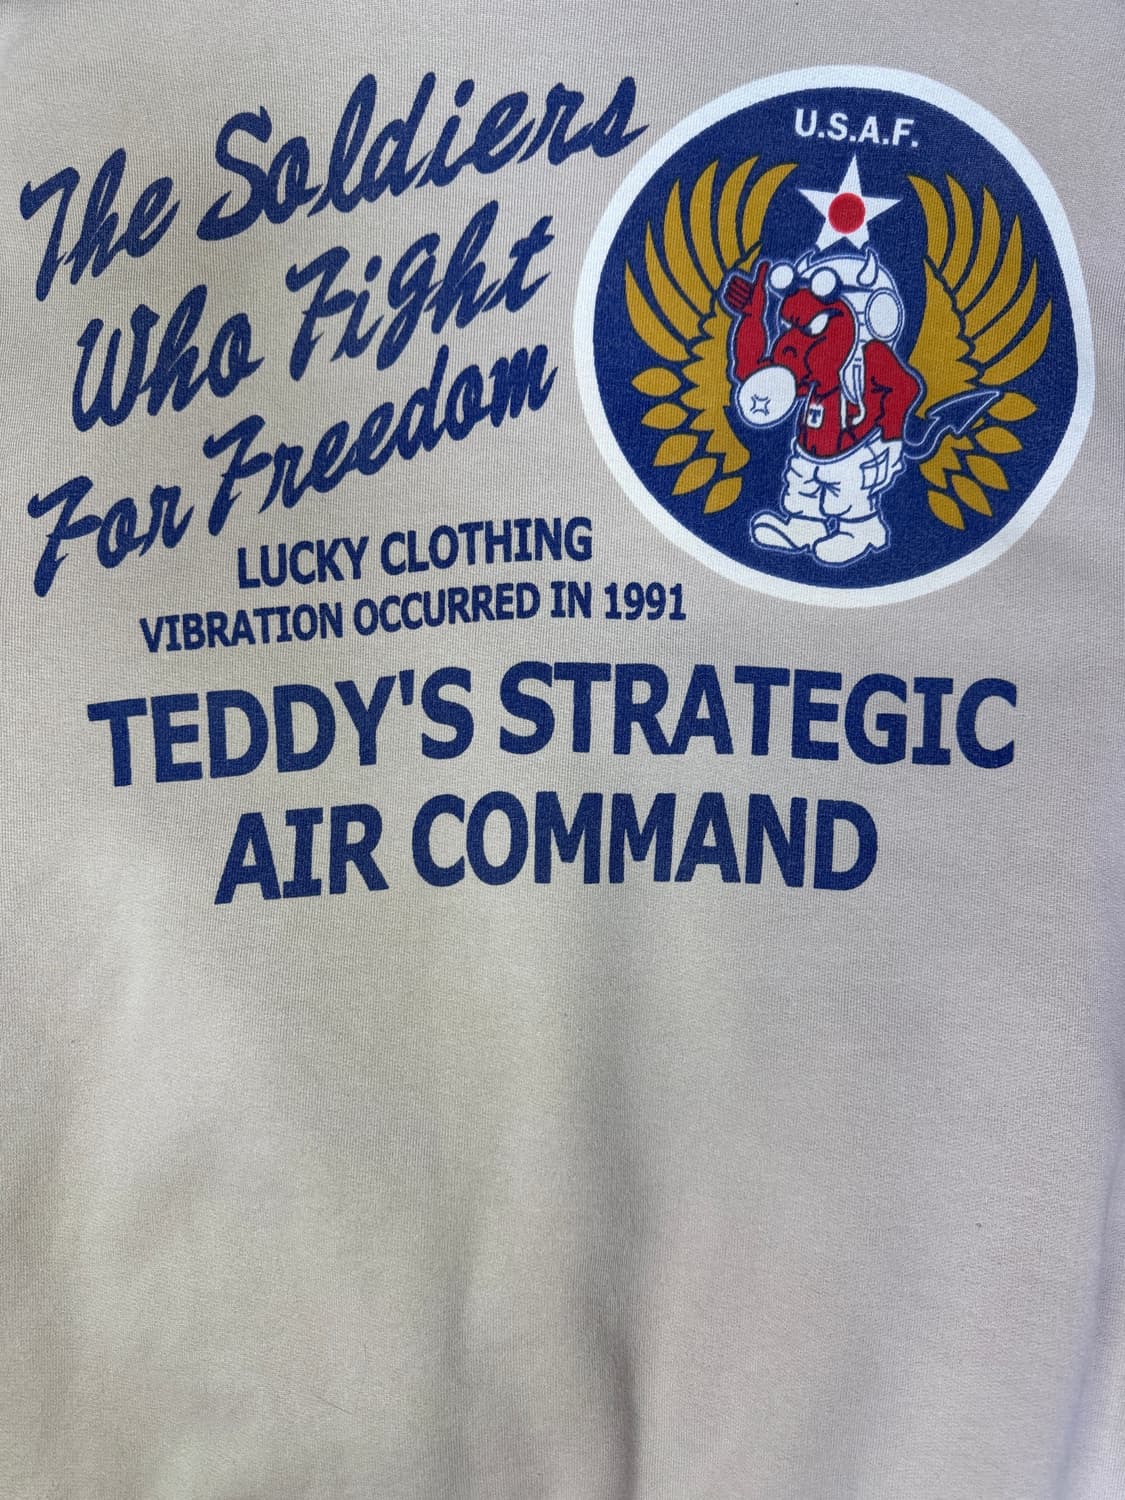 The Soldiers
Who Fight
For Freedom
U.S.A.F.
T
LUCKY CLOTHING
VIBRATION OCCURRED IN 1991
TEDDY'S STRATEGIC
AIR COMMAND